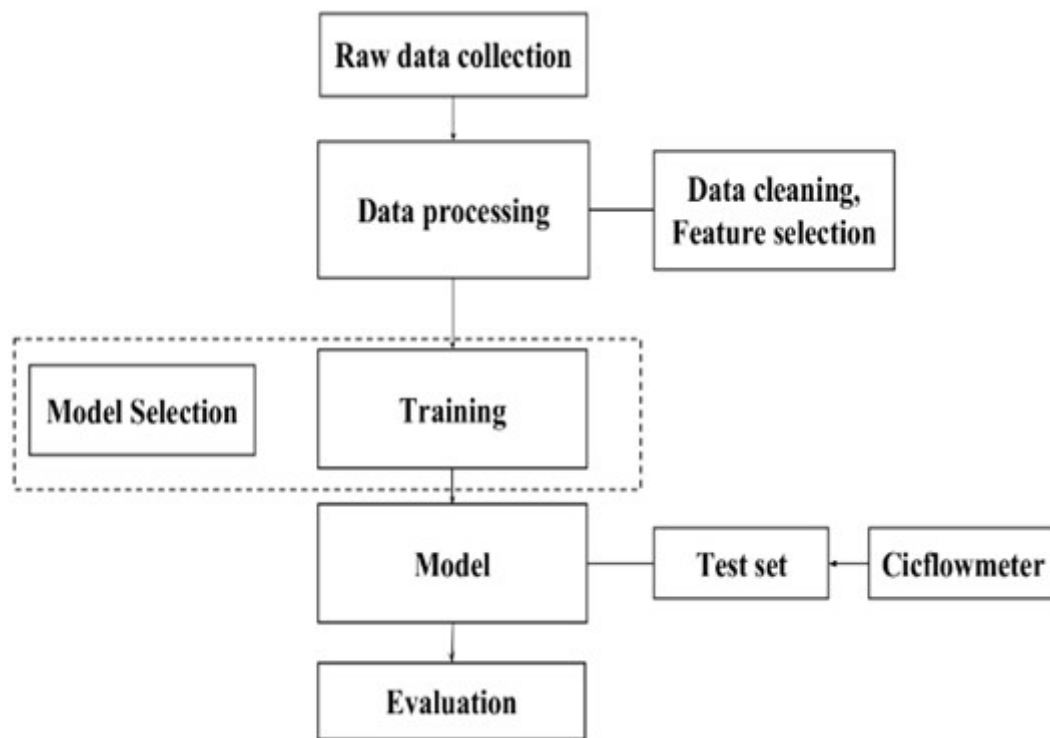 Raw data collection
Data processing
Data cleaning,
Feature selection
Model Selection
Training
Model
Test set
Cicflowmeter
Evaluation